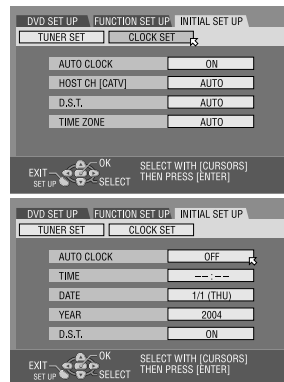 DVD SET UP FUNCTION SET UP INITIAL SET UP
TUNER SET CLOCK SET
AUTO CLOCK ON
HOST CH [CATV] AUTO
D.S.T. AUTO
TIME ZONE AUTO
OK
EXIT
SET UP
SELECT
SELECT WITH [CURSORS]
THEN PRESS [ENTER]
DVD SET UP FUNCTION SET UP INITIAL SET UP
TUNER SET CLOCK SET
AUTO CLOCK OFF
TIME --:--
DATE 1/1 (THU)
YEAR 2004
D.S.T. ON
OK
EXIT
SET UP
SELECT
SELECT WITH [CURSORS]
THEN PRESS [ENTER]